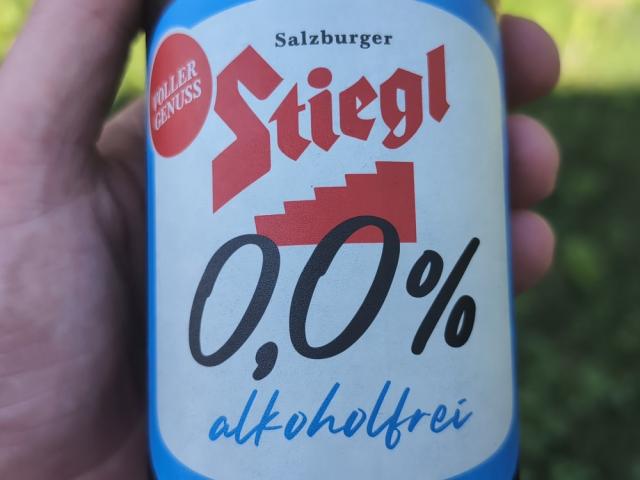 Salzburger
VOLLER
GENUSS
Stiegl
0,0%
alkoholfrei